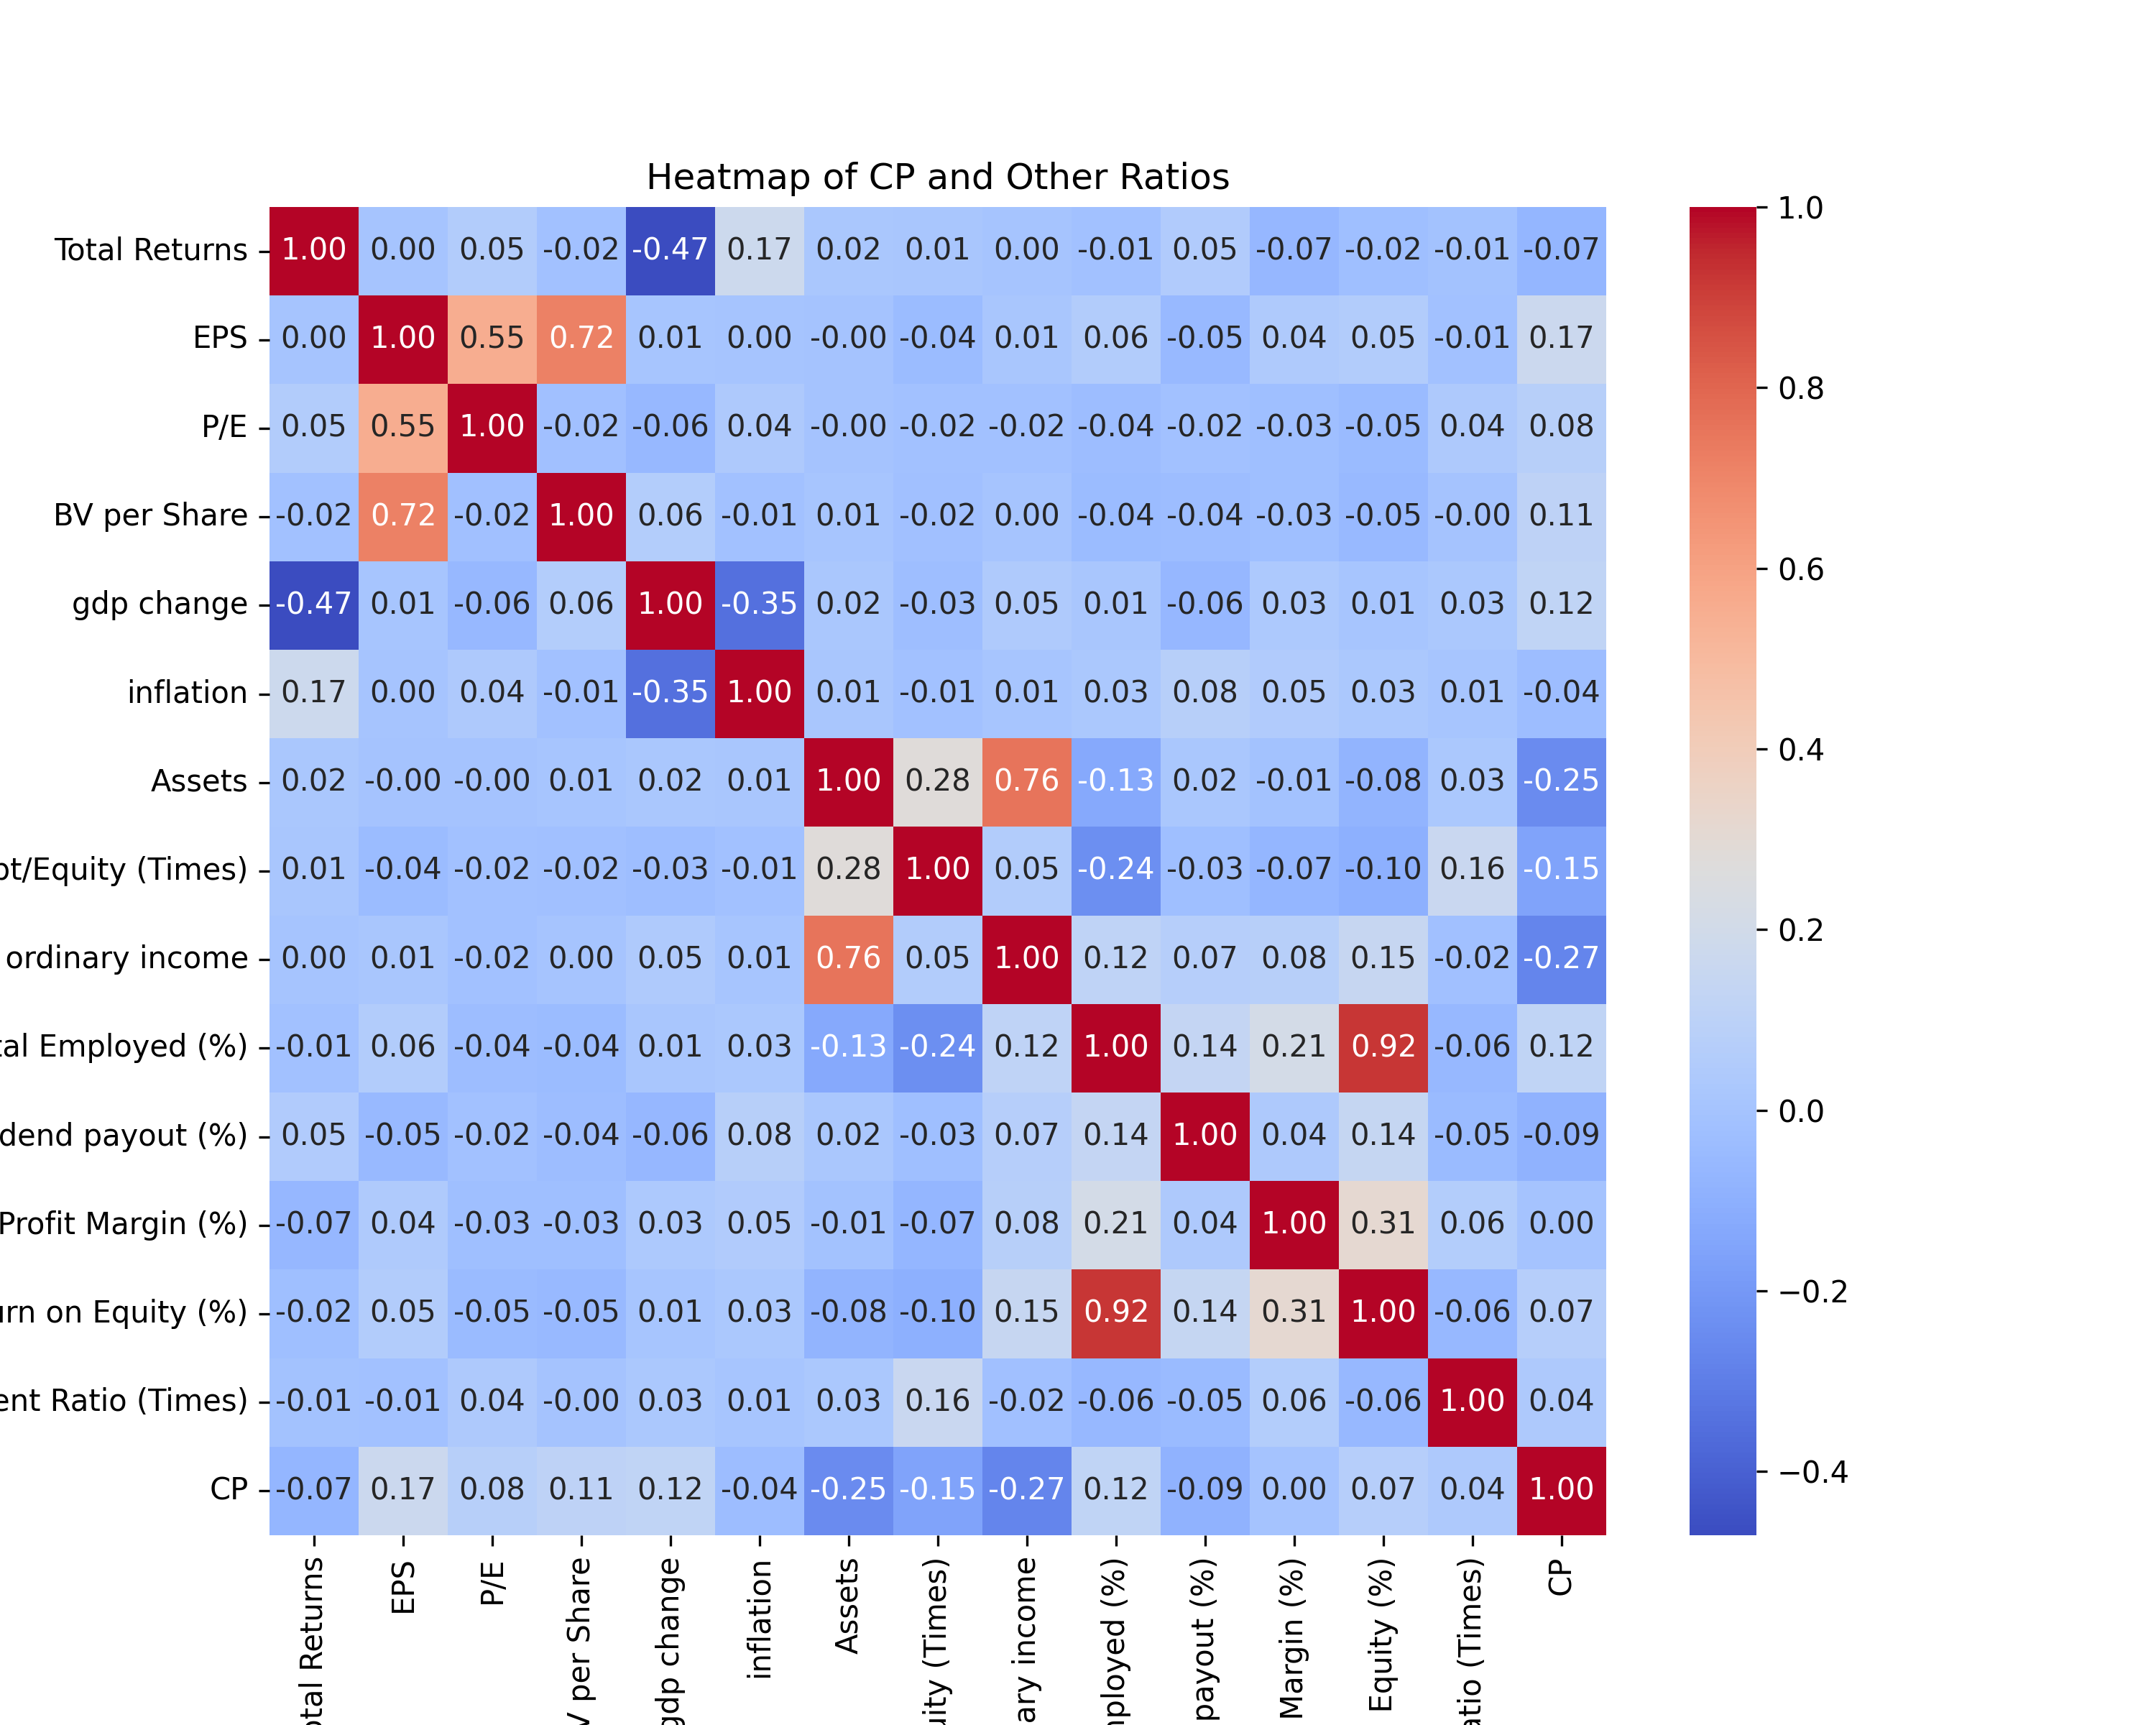 Heatmap of CP and Other Ratios
Total Returns 1.00 0.00 0.05 -0.02 -0.47 0.17 0.02 0.01 0.00 -0.01 0.05 -0.07 -0.02 -0.01 -0.07
EPS 0.00 1.00 0.55 0.72 0.01 0.00 -0.00 -0.04 0.01 0.06 -0.05 0.04 0.05 -0.01 0.17
P/E 0.05 0.55 1.00 -0.02 -0.06 0.04 -0.00 -0.02 -0.02 -0.04 -0.02 -0.03 -0.05 0.04 0.08
BV per Share -0.02 0.72 -0.02 1.00 0.06 -0.01 0.01 -0.02 0.00 -0.04 -0.04 -0.03 -0.05 -0.00 0.11
gdp change -0.47 0.01 -0.06 0.06 1.00 -0.35 0.02 -0.03 0.05 0.01 -0.06 0.03 0.01 0.03 0.12
inflation 0.17 0.00 0.04 -0.01 -0.35 1.00 0.01 -0.01 0.01 0.03 0.08 0.05 0.03 0.01 -0.04
Assets 0.02 -0.00 -0.00 0.01 0.02 0.01 1.00 0.28 0.76 -0.13 0.02 -0.01 -0.08 0.03 -0.25
t/Equity (Times) 0.01 -0.04 -0.02 -0.02 -0.03 -0.01 0.28 1.00 0.05 -0.24 -0.03 -0.07 -0.10 0.16 -0.15
ordinary income 0.00 0.01 -0.02 0.00 0.05 0.01 0.76 0.05 1.00 0.12 0.07 0.08 0.15 -0.02 -0.27
tal Employed (%) -0.01 0.06 -0.04 -0.04 0.01 0.03 -0.13 -0.24 0.12 1.00 0.14 0.21 0.92 -0.06 0.12
dend payout (%) 0.05 -0.05 -0.02 -0.04 -0.06 0.08 0.02 -0.03 0.07 0.14 1.00 0.04 0.14 -0.05 -0.09
Profit Margin (%) -0.07 0.04 -0.03 -0.03 0.03 0.05 -0.01 -0.07 0.08 0.21 0.04 1.00 0.31 0.06 0.00
urn on Equity (%) -0.02 0.05 -0.05 -0.05 0.01 0.03 -0.08 -0.10 0.15 0.92 0.14 0.31 1.00 -0.06 0.07
ent Ratio (Times) -0.01 -0.01 0.04 -0.00 0.03 0.01 0.03 0.16 -0.02 -0.06 -0.05 0.06 -0.06 1.00 0.04
CP -0.07 0.17 0.08 0.11 0.12 -0.04 -0.25 -0.15 -0.27 0.12 -0.09 0.00 0.07 0.04 1.00
otal Returns
EPS
P/E
V per Share
gdp change
inflation
Assets
uity (Times)
ary income
mployed (%)
payout (%)
Margin (%)
Equity (%)
atio (Times)
CP
1.0
0.8
0.6
0.4
0.2
0.0
−0.2
−0.4